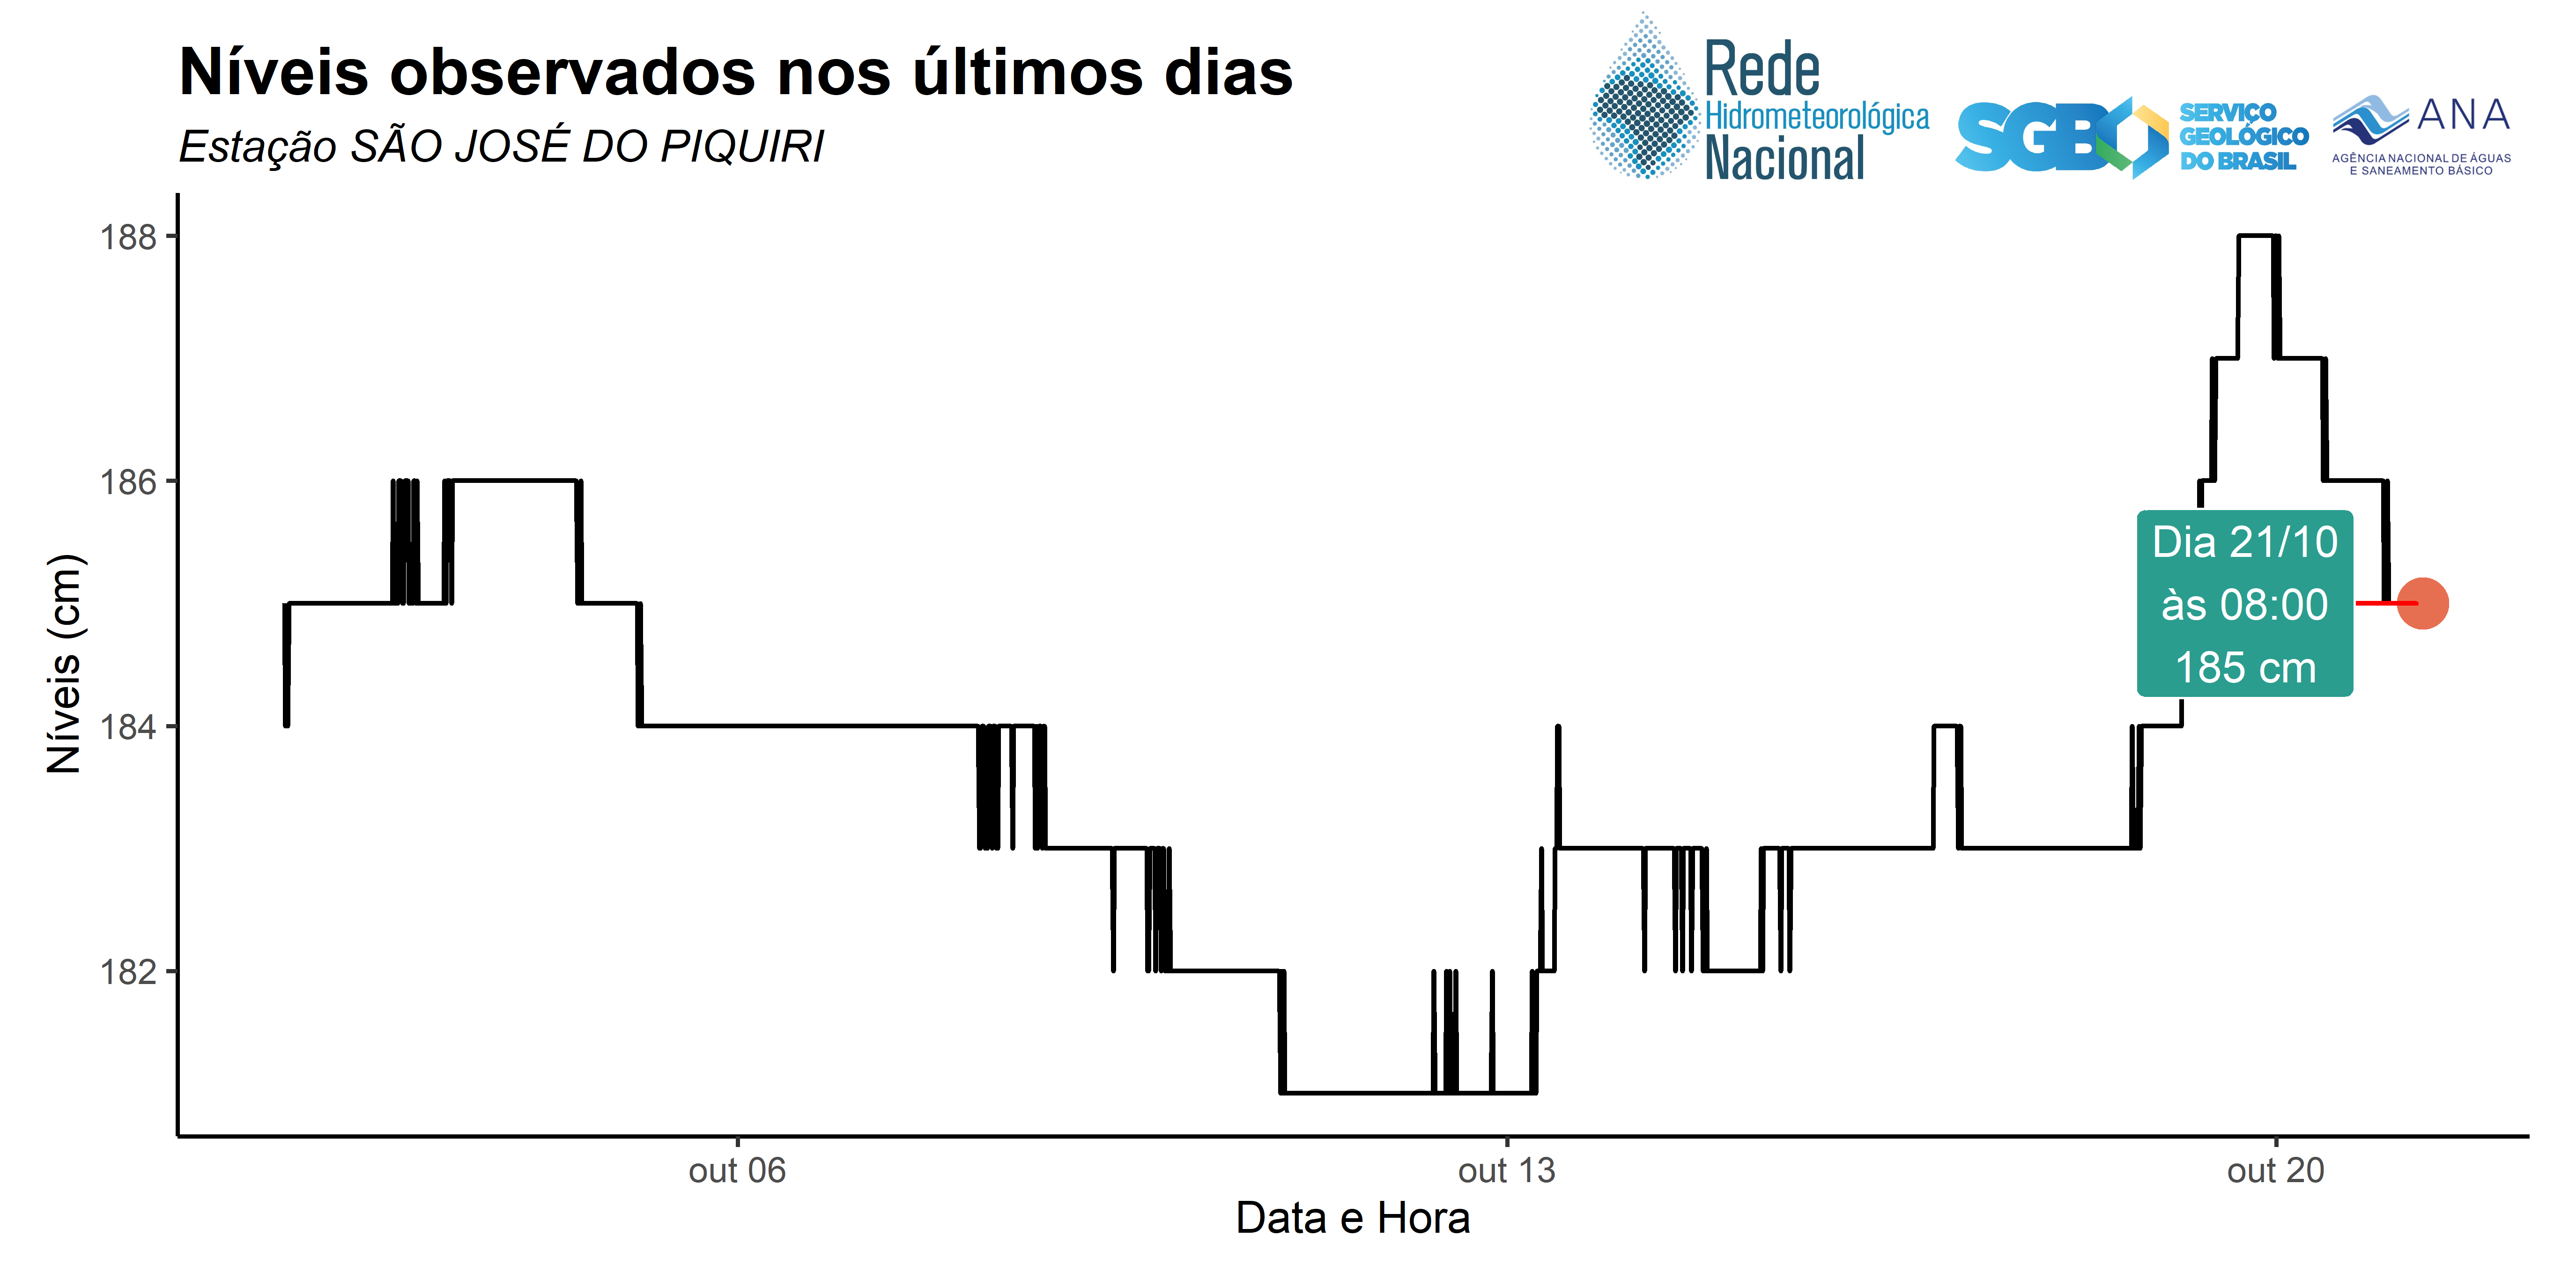 Níveis observados nos últimos dias
Estação SÃO JOSÉ DO PIQUIRI
Rede
Hidrometeorológica
Nacional
SGB
SERVIÇO
GEOLÓGICO
DO BRASIL
ANA
AGÊNCIA NACIONAL DE ÁGUAS
E SANEAMENTO BÁSICO
188
186
184
182
Níveis (cm)
Dia 21/10
às 08:00
185 cm
out 06
out 13
out 20
Data e Hora